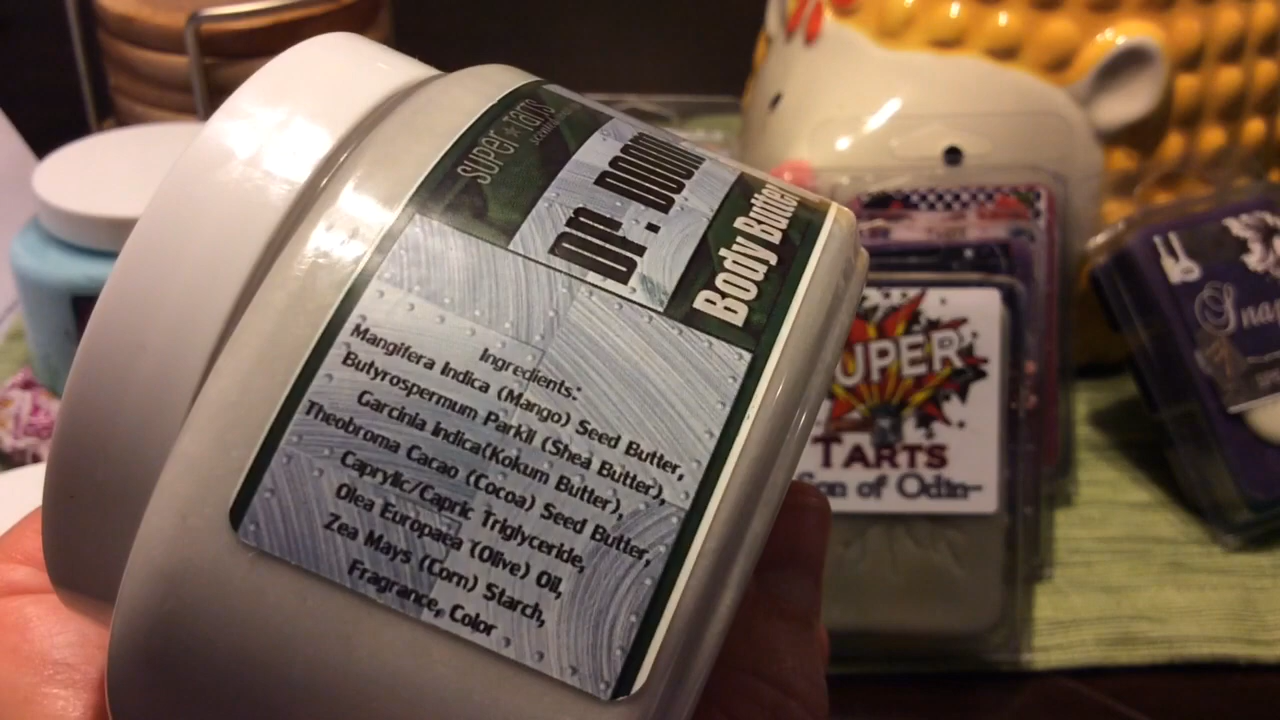 SUPER★TARTS
Dr. Doom
Body Butter
Ingredients:
Mangifera Indica (Mango) Seed Butter,
Butyrospermum Parkii (Shea Butter),
Garcinia Indica(Kokum Butter),
Theobroma Cacao (Cocoa) Seed Butter,
Caprylic/Capric Triglyceride,
Olea Europaea (Olive) Oil,
Zea Mays (Corn) Starch,
Fragrance, Color
SUPER
TARTS
Son of Odin-